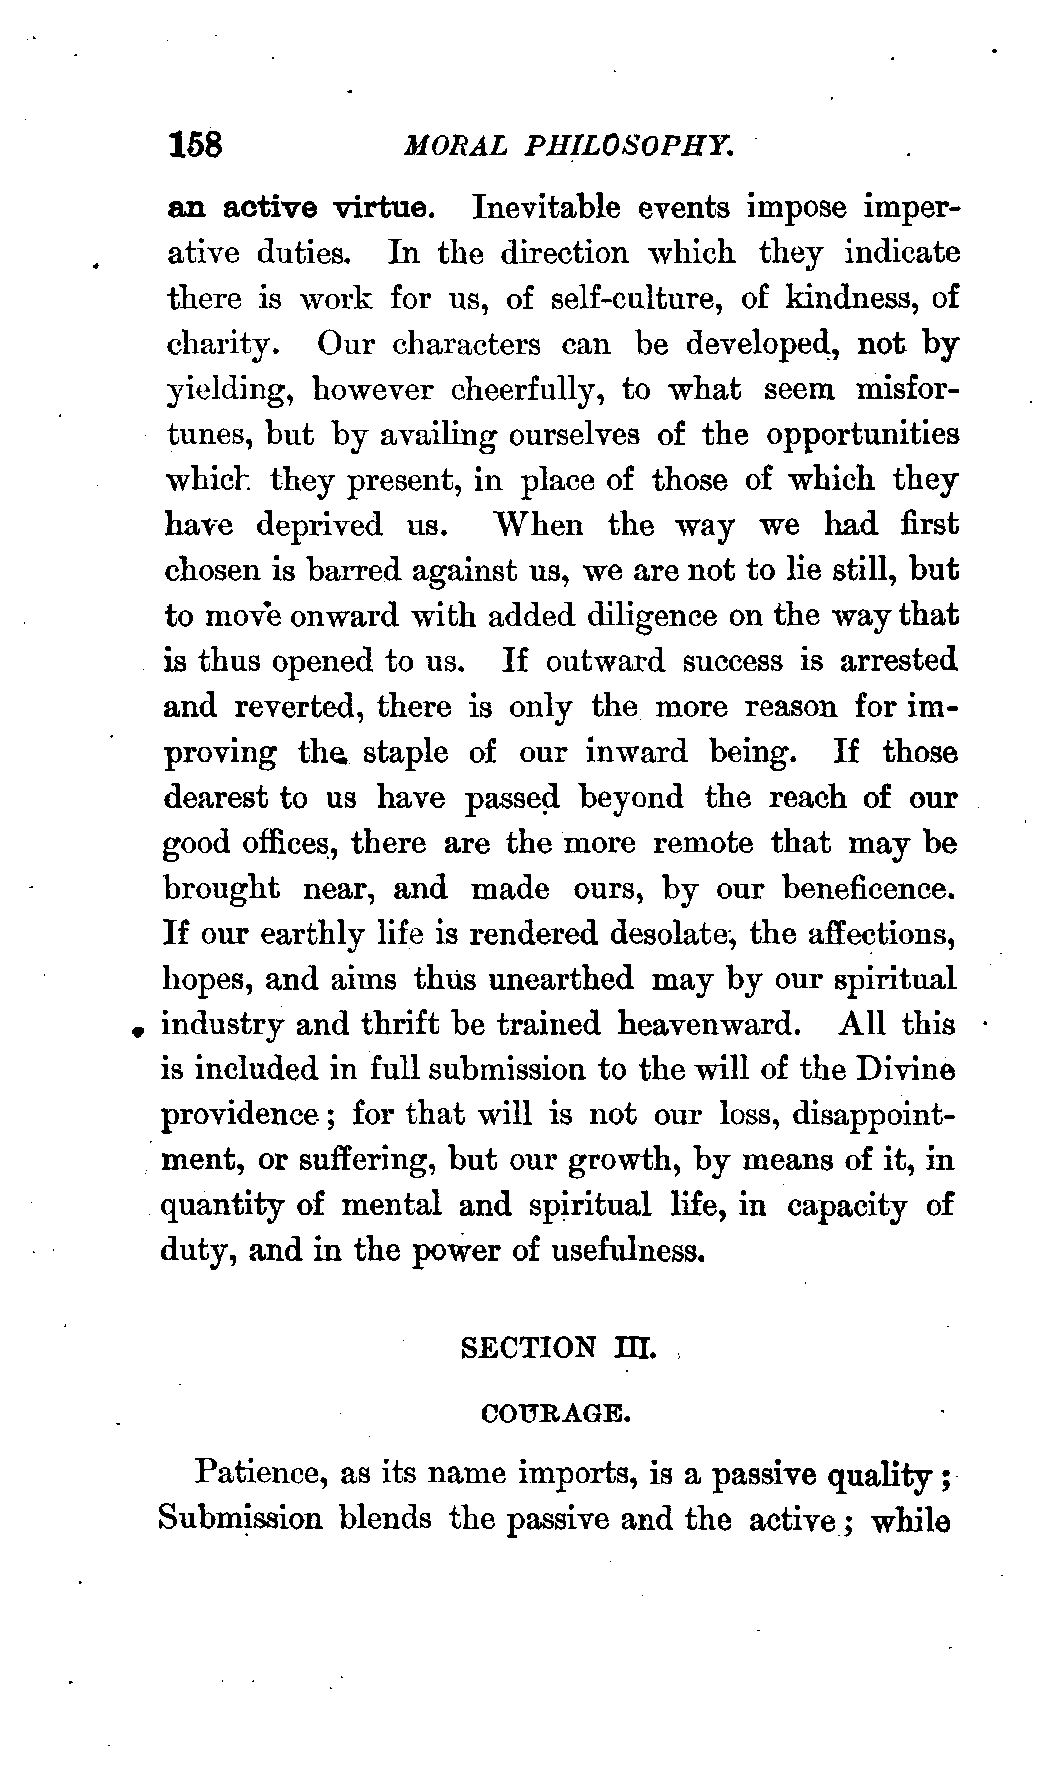 158 MORAL PHILOSOPHY.
an active virtue. Inevitable events impose imper-
ative duties. In the direction which they indicate
there is work for us, of self-culture, of kindness, of
charity. Our characters can be developed, not by
yielding, however cheerfully, to what seem misfor-
tunes, but by availing ourselves of the opportunities
which they present, in place of those of which they
have deprived us. When the way we had first
chosen is barred against us, we are not to lie still, but
to move onward with added diligence on the way that
is thus opened to us. If outward success is arrested
and reverted, there is only the more reason for im-
proving the staple of our inward being. If those
dearest to us have passed beyond the reach of our
good offices, there are the more remote that may be
brought near, and made ours, by our beneficence.
If our earthly life is rendered desolate, the affections,
hopes, and aims thus unearthed may by our spiritual
industry and thrift be trained heavenward. All this
is included in full submission to the will of the Divine
providence; for that will is not our loss, disappoint-
ment, or suffering, but our growth, by means of it, in
quantity of mental and spiritual life, in capacity of
duty, and in the power of usefulness.
SECTION III.
COURAGE.
Patience, as its name imports, is a passive quality;
Submission blends the passive and the active; while